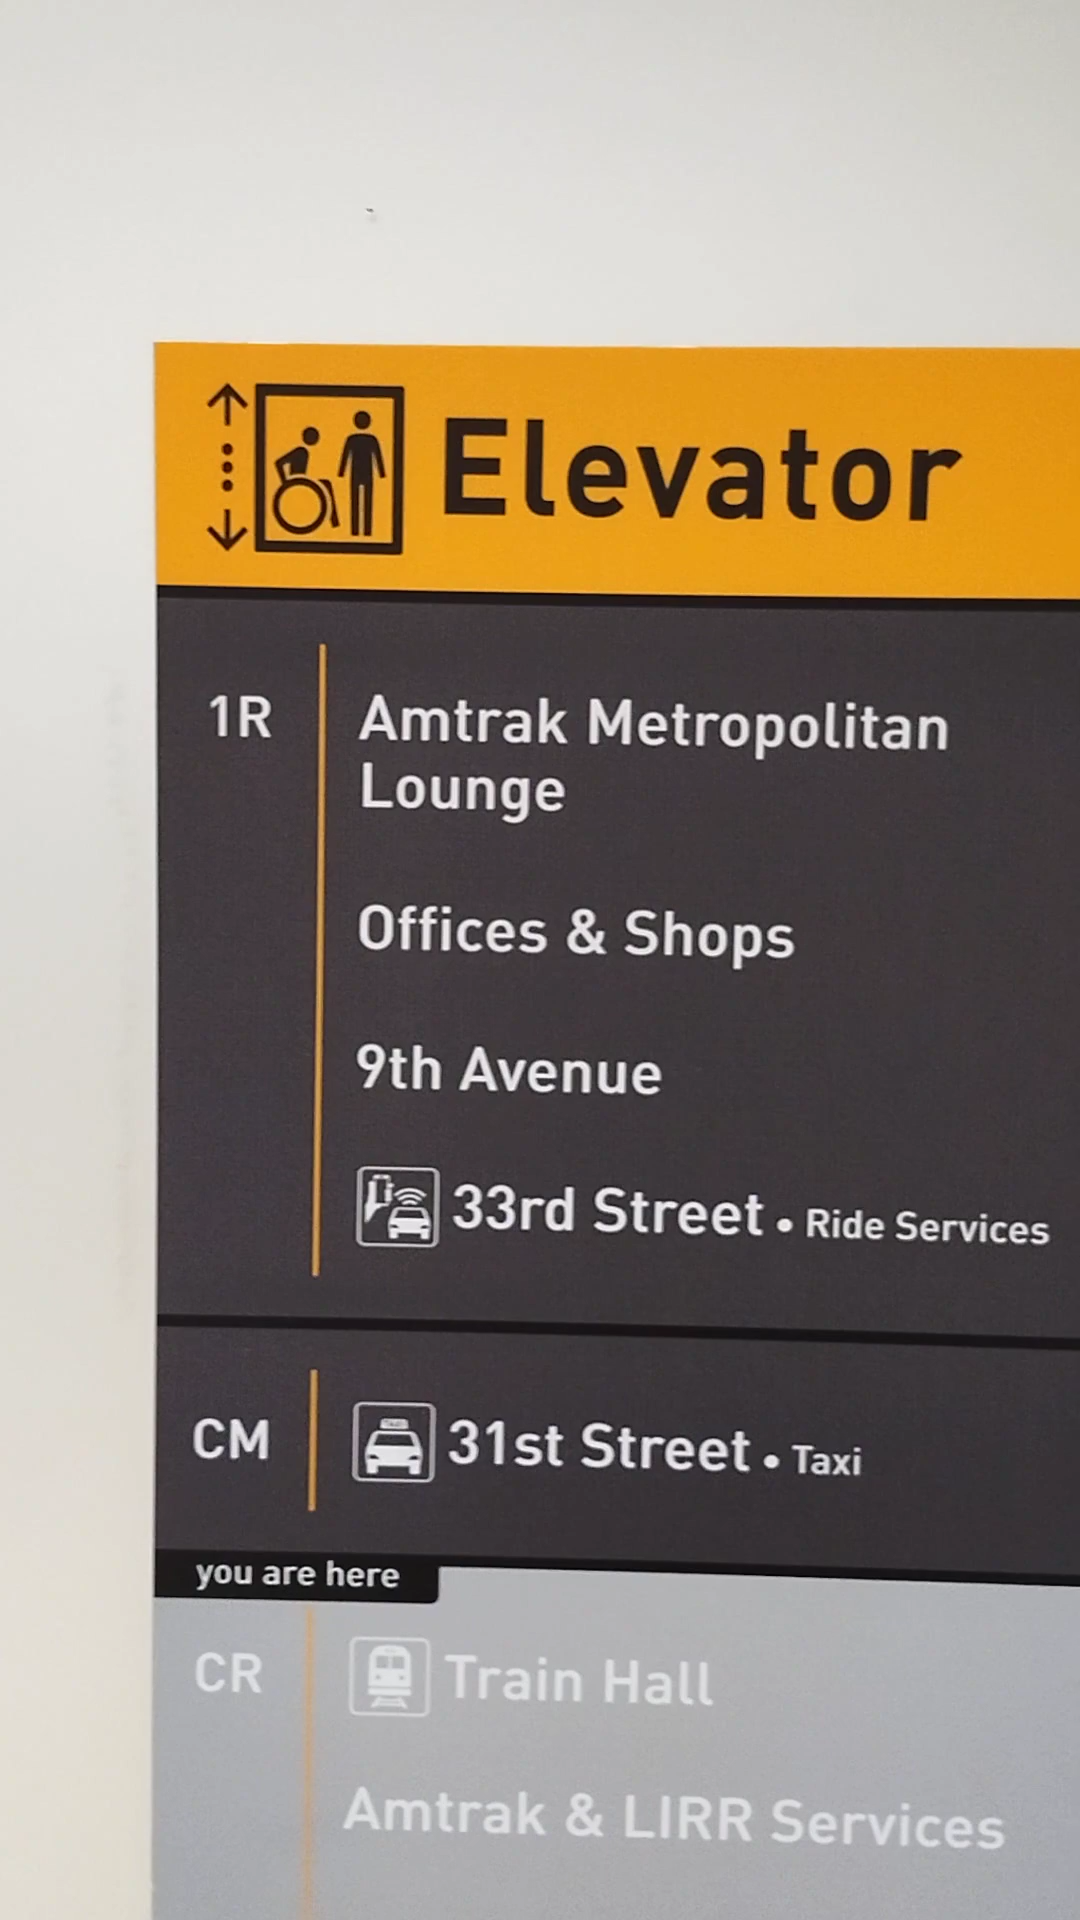 Elevator
1R
Amtrak Metropolitan
Lounge
Offices & Shops
9th Avenue
33rd Street • Ride Services
CM
31st Street • Taxi
you are here
CR
Train Hall
Amtrak & LIRR Services